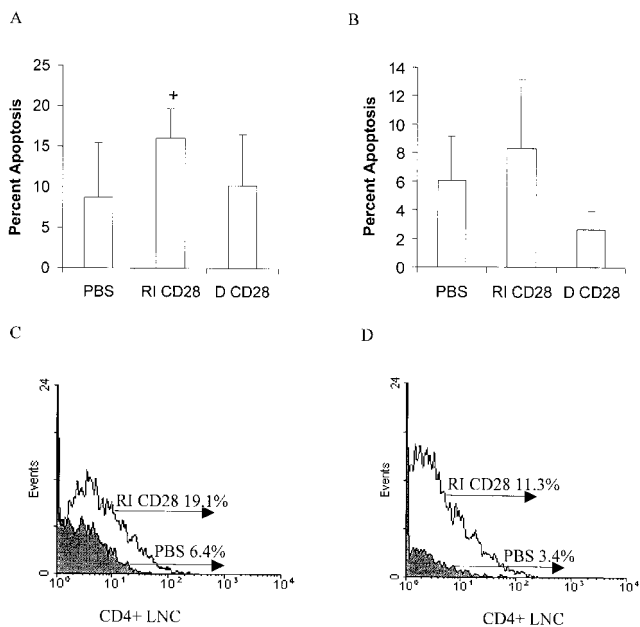 A
Percent Apoptosis
25
20
15
10
5
0
+
PBS RI CD28 D CD28
B
Percent Apoptosis
14
12
10
8
6
4
2
0
PBS RI CD28 D CD28
C
24
Events
0
RI CD28 19.1%
PBS 6.4%
10⁰ 10¹ 10² 10³ 10⁴
CD4+ LNC
D
24
Events
0
RI CD28 11.3%
PBS 3.4%
10⁰ 10¹ 10² 10³ 10⁴
CD4+ LNC